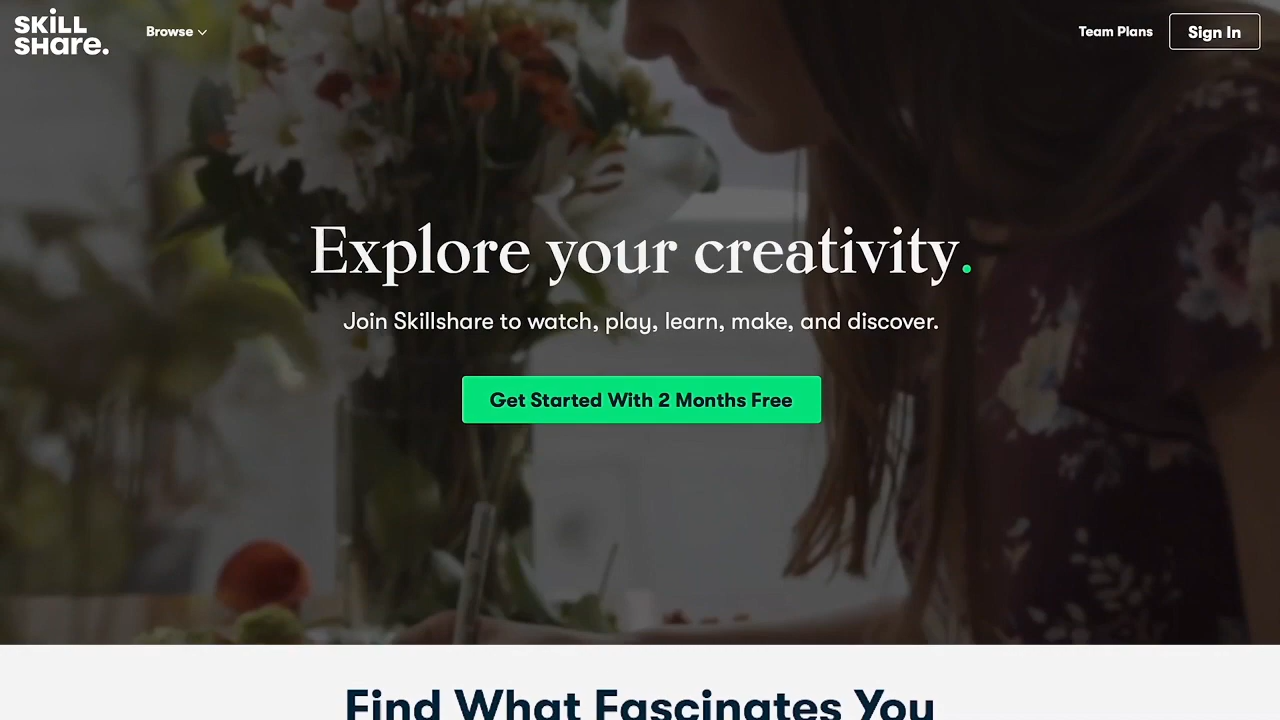 SKiLL
SHare.
Browse
Team Plans
Sign In
Explore your creativity.
Join Skillshare to watch, play, learn, make, and discover.
Get Started With 2 Months Free
Find What Fascinates You